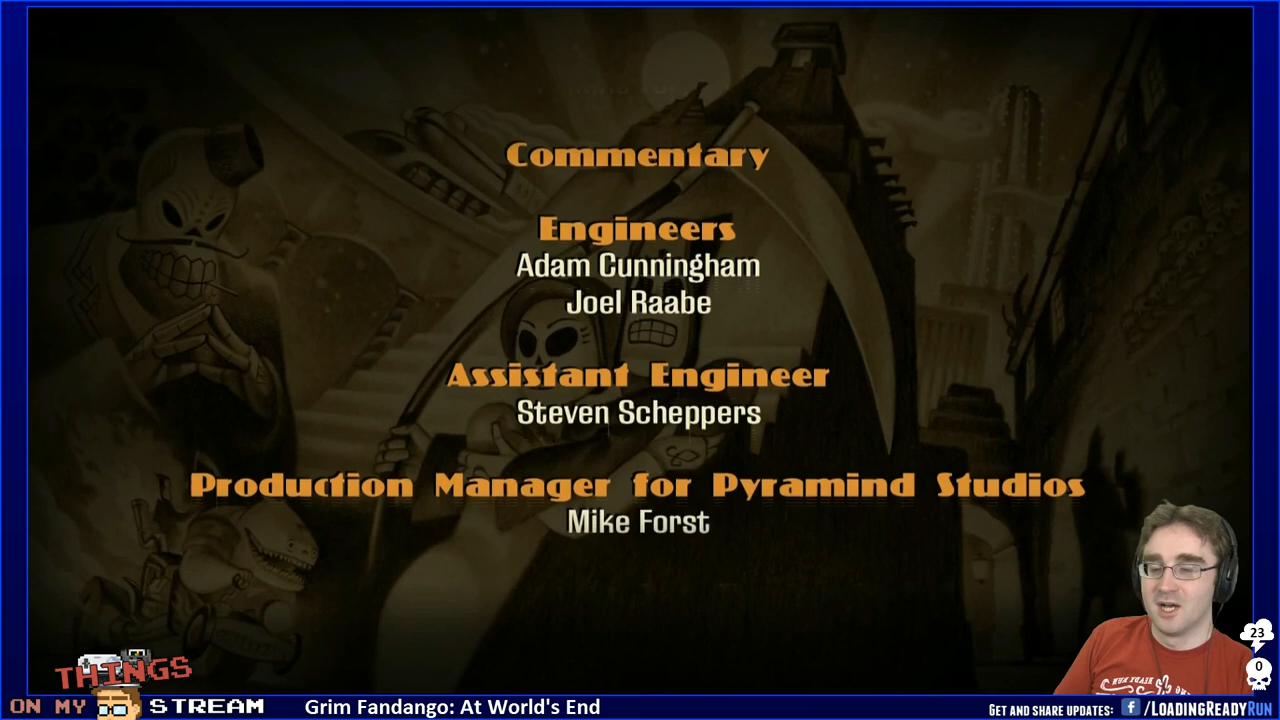 Commentary
Engineers
Adam Cunningham
Joel Raabe
Assistant Engineer
Steven Scheppers
Production Manager for Pyramind Studios
Mike Forst
23
0
THINGS
ON MY STREAM
Grim Fandango: At World's End
Get and share updates: f /LoadingReadyRun